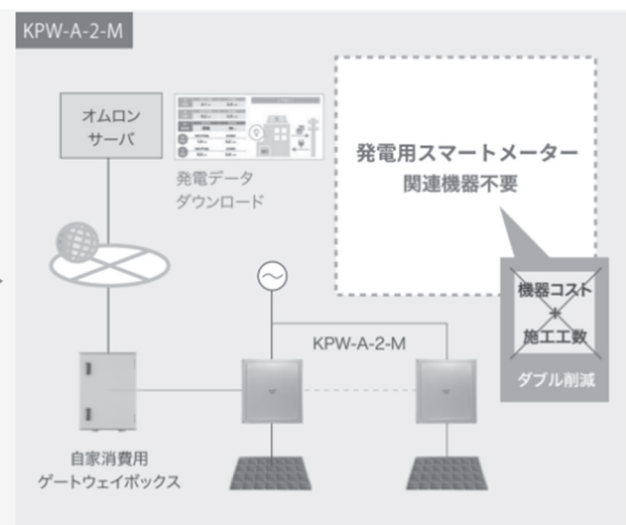 KPW-A-2-M
オムロン
サーバ
発電データ
ダウンロード
発電用スマートメーター
関連機器不要
機器コスト
+
施工工数
ダブル削減
KPW-A-2-M
自家消費用
ゲートウェイボックス